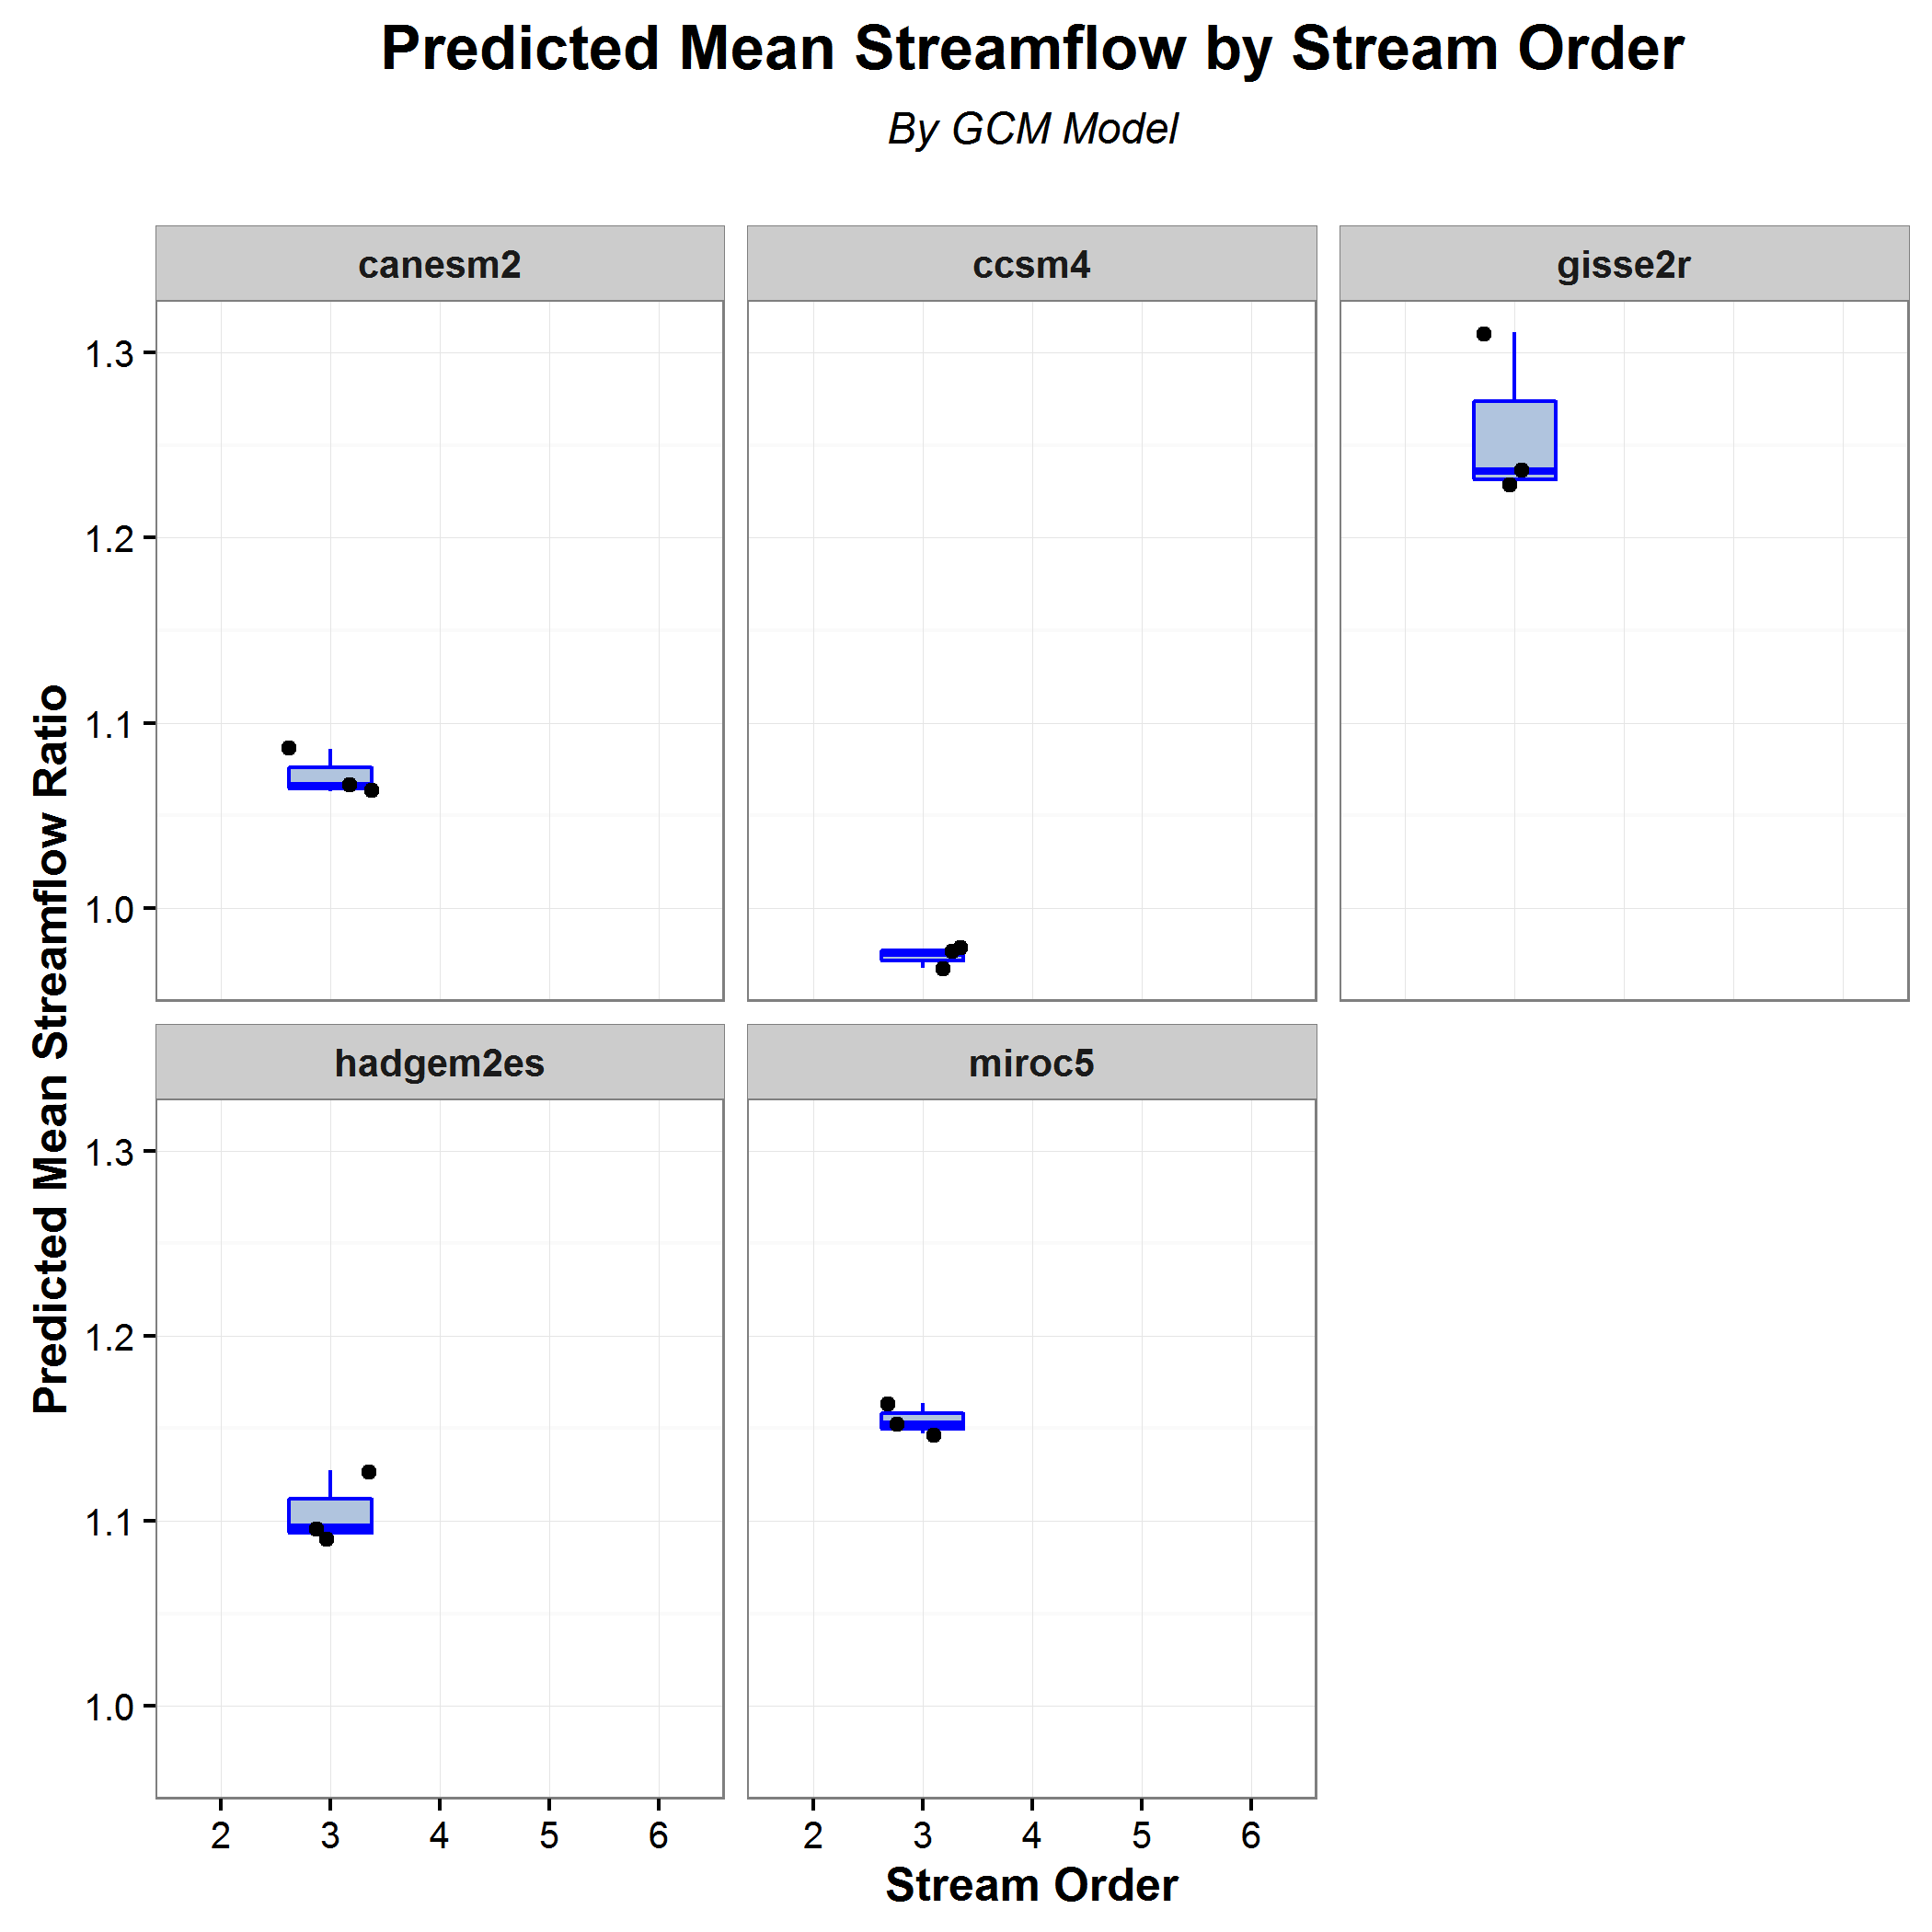 Predicted Mean Streamflow by Stream Order
By GCM Model
canesm2
ccsm4
gisse2r
1.3
1.2
1.1
1.0
Predicted Mean Streamflow Ratio
hadgem2es
miroc5
1.3
1.2
1.1
1.0
2 3 4 5 6
2 3 4 5 6
Stream Order